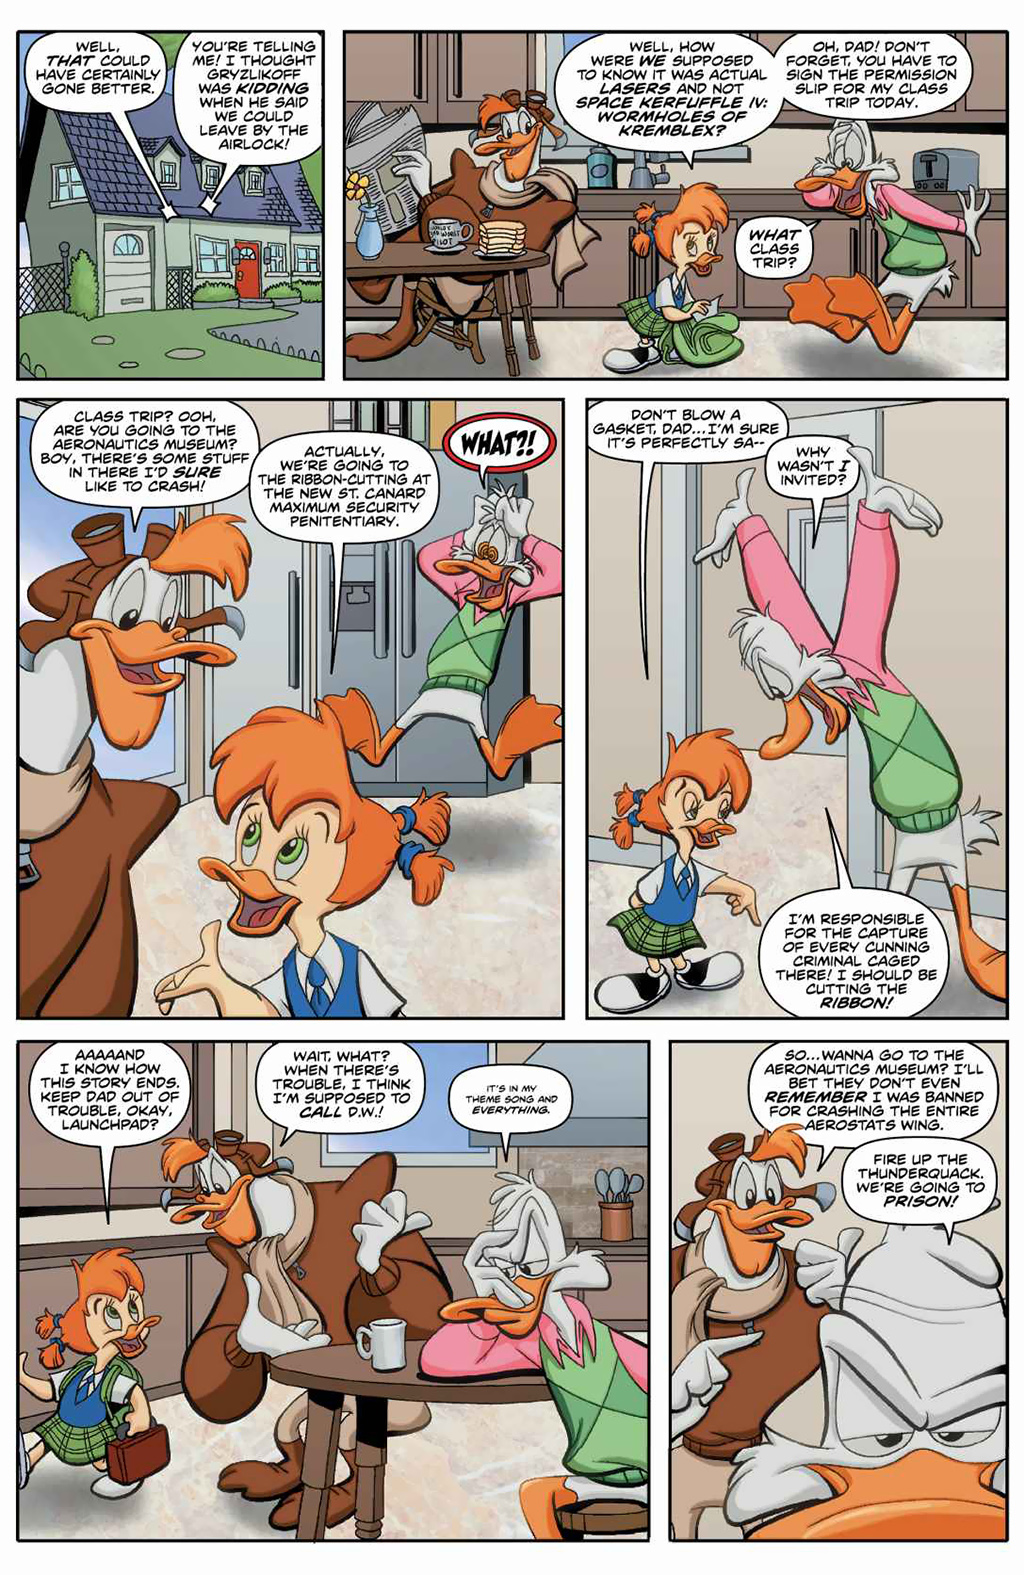 WELL,
THAT COULD
HAVE CERTAINLY
GONE BETTER.
YOU'RE TELLING
ME! I THOUGHT
GRYZLIKOFF
WAS KIDDING
WHEN HE SAID
WE COULD
LEAVE BY THE
AIRLOCK!
WELL, HOW
WERE WE SUPPOSED
TO KNOW IT WAS ACTUAL
LASERS AND NOT
SPACE KERFUFFLE IV:
WORMHOLES OF
KREMBLEX?
OH, DAD! DON'T
FORGET, YOU HAVE TO
SIGN THE PERMISSION
SLIP FOR MY CLASS
TRIP TODAY.
WHAT
CLASS
TRIP?
WORST
PILOT
CLASS TRIP? OOH,
ARE YOU GOING TO THE
AERONAUTICS MUSEUM?
BOY, THERE'S SOME STUFF
IN THERE I'D SURE
LIKE TO CRASH!
ACTUALLY,
WE'RE GOING TO
THE RIBBON-CUTTING AT
THE NEW ST. CANARD
MAXIMUM SECURITY
PENITENTIARY.
WHAT?!
DON'T BLOW A
GASKET, DAD...I'M SURE
IT'S PERFECTLY SA--
WHY
WASN'T I
INVITED?
I'M RESPONSIBLE
FOR THE CAPTURE
OF EVERY CUNNING
CRIMINAL CAGED
THERE! I SHOULD BE
CUTTING THE
RIBBON!
AAAAAND
I KNOW HOW
THIS STORY ENDS.
KEEP DAD OUT OF
TROUBLE, OKAY,
LAUNCHPAD?
WAIT, WHAT?
WHEN THERE'S
TROUBLE, I THINK
I'M SUPPOSED TO
CALL D.W.!
IT'S IN MY
THEME SONG AND
EVERYTHING.
SO...WANNA GO TO THE
AERONAUTICS MUSEUM? I'LL
BET THEY DON'T EVEN
REMEMBER I WAS BANNED
FOR CRASHING THE ENTIRE
AEROSTATS WING.
FIRE UP THE
THUNDERQUACK.
WE'RE GOING TO
PRISON!